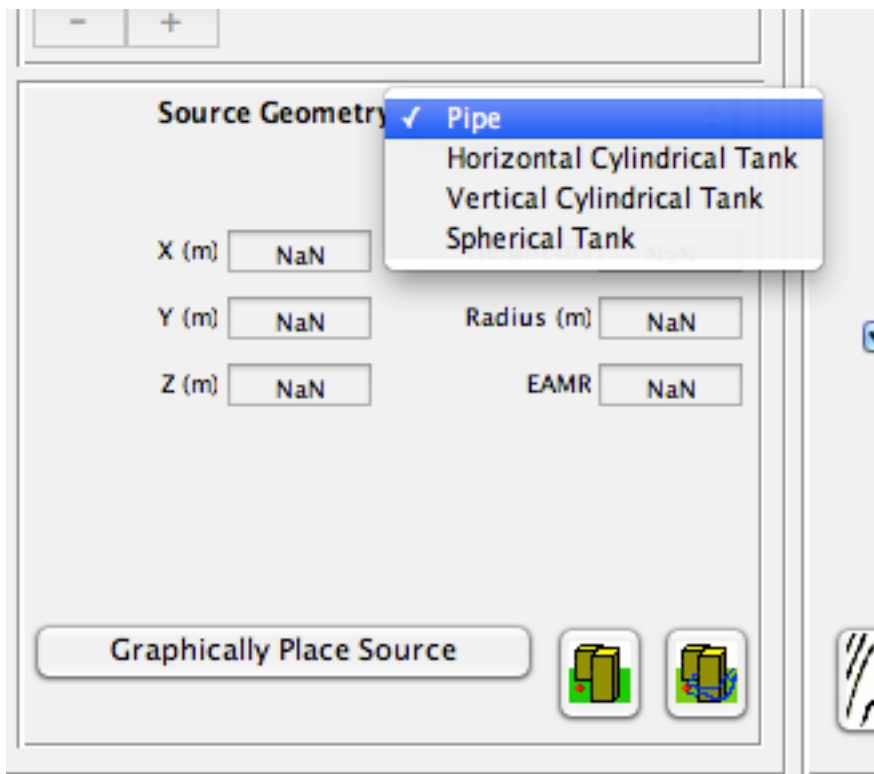 - +
Source Geometry
✓ Pipe
Horizontal Cylindrical Tank
Vertical Cylindrical Tank
Spherical Tank
X (m) NaN
Y (m) NaN Radius (m) NaN
Z (m) NaN EAMR NaN
Graphically Place Source